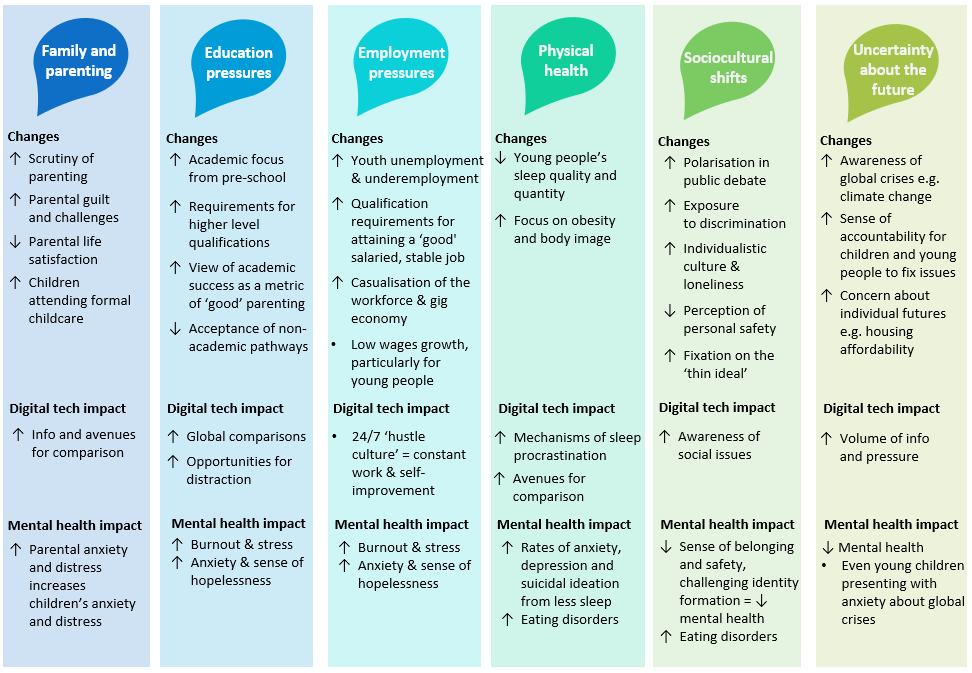 Family and
parenting
Changes
↑ Scrutiny of
parenting
↑ Parental guilt
and challenges
↓ Parental life
satisfaction
↑ Children
attending formal
childcare
Digital tech impact
↑ Info and avenues
for comparison
Mental health impact
↑ Parental anxiety
and distress
increases
children's anxiety
and distress
Education
pressures
Changes
↑ Academic focus
from pre-school
↑ Requirements for
higher level
qualifications
↑ View of academic
success as a metric
of 'good' parenting
↓ Acceptance of non-
academic pathways
Digital tech impact
↑ Global comparisons
↑ Opportunities for
distraction
Mental health impact
↑ Burnout & stress
↑ Anxiety & sense of
hopelessness
Employment
pressures
Changes
↑ Youth unemployment
& underemployment
↑ Qualification
requirements for
attaining a 'good'
salaried, stable job
↑ Casualisation of the
workforce & gig
economy
• Low wages growth,
particularly for
young people
Digital tech impact
• 24/7 'hustle
culture' = constant
work & self-
improvement
Mental health impact
↑ Burnout & stress
↑ Anxiety & sense of
hopelessness
Physical
health
Changes
↓ Young people's
sleep quality and
quantity
↑ Focus on obesity
and body image
Digital tech impact
↑ Mechanisms of sleep
procrastination
↑ Avenues for
comparison
Mental health impact
↑ Rates of anxiety,
depression and
suicidal ideation
from less sleep
↑ Eating disorders
Sociocultural
shifts
Changes
↑ Polarisation in
public debate
↑ Exposure
to discrimination
↑ Individualistic
culture &
loneliness
↓ Perception of
personal safety
↑ Fixation on the
'thin ideal'
Digital tech impact
↑ Awareness of
social issues
Mental health impact
↓ Sense of belonging
and safety,
challenging identity
formation = ↓
mental health
↑ Eating disorders
Uncertainty
about the
future
Changes
↑ Awareness of
global crises e.g.
climate change
↑ Sense of
accountability for
children and young
people to fix issues
↑ Concern about
individual futures
e.g. housing
affordability
Digital tech impact
↑ Volume of info
and pressure
Mental health impact
↓ Mental health
• Even young children
presenting with
anxiety about global
crises